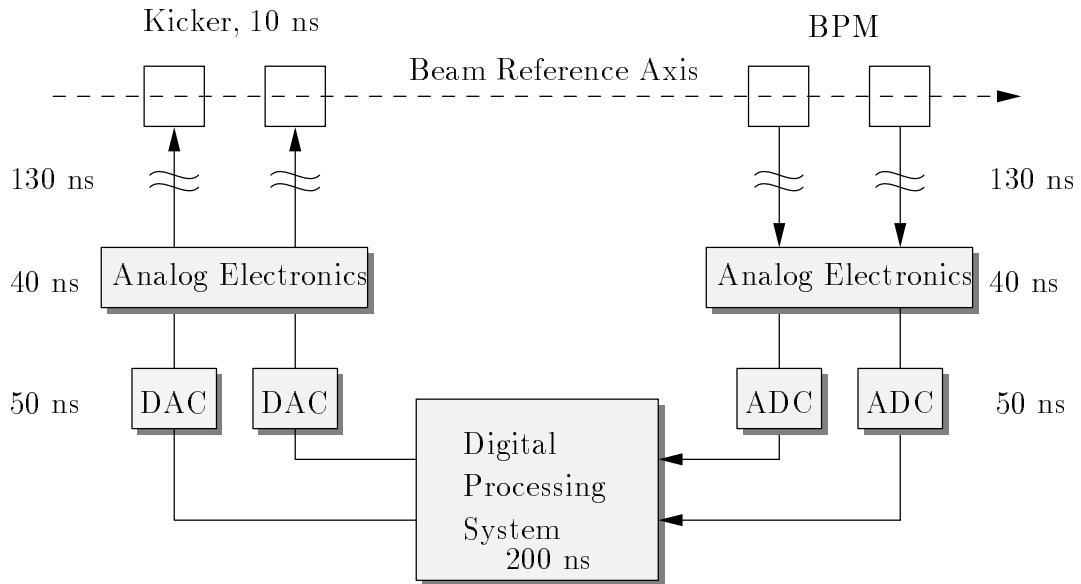 Kicker, 10 ns
BPM
Beam Reference Axis
130 ns
130 ns
Analog Electronics
Analog Electronics
40 ns
40 ns
DAC
DAC
ADC
ADC
50 ns
50 ns
Digital
Processing
System
200 ns